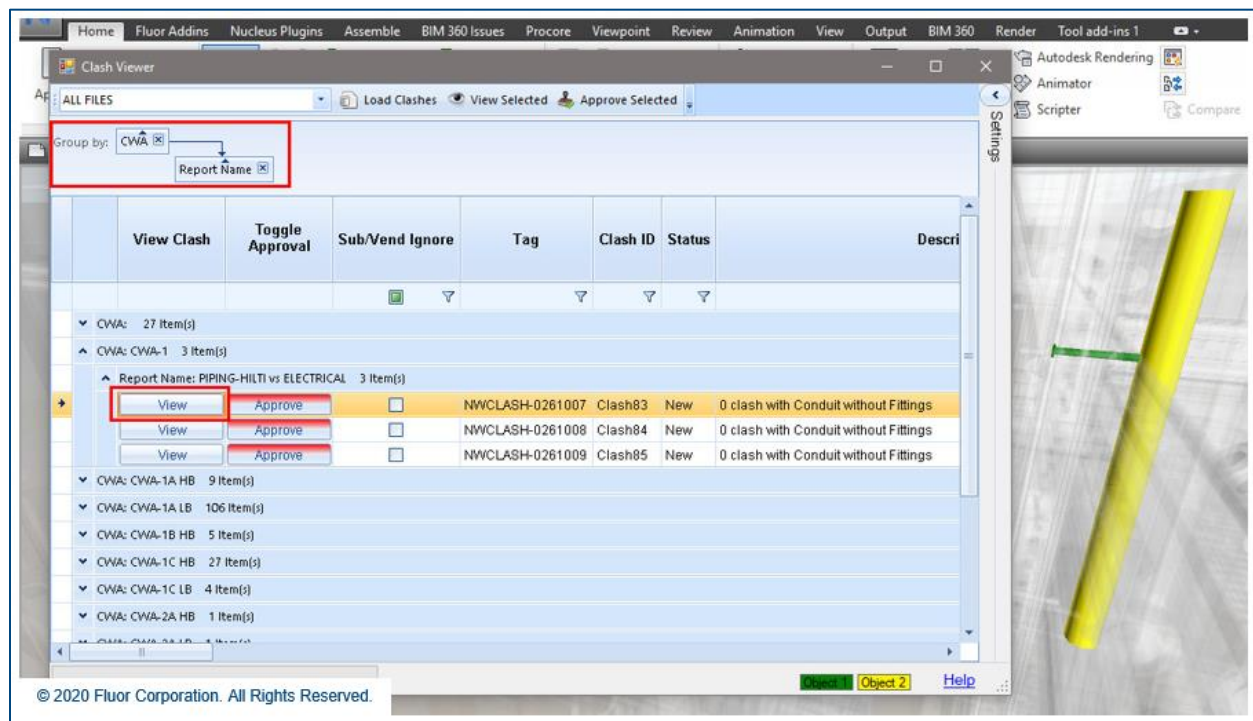 Home Fluor Addins Nucleus Plugins Assemble BIM 360 Issues Procore Viewpoint Review Animation View Output BIM 360 Render Tool add-ins 1
Autodesk Rendering
Animator
Scripter
Compare
Clash Viewer
ALL FILES Load Clashes View Selected Approve Selected
Settings
Group by: CWA
Report Name
View Clash Toggle Approval Sub/Vend Ignore Tag Clash ID Status Descri
CWA: 27 Item(s)
CWA: CWA-1 3 Item(s)
Report Name: PIPING-HILTI vs ELECTRICAL 3 Item(s)
View Approve NWCLASH-0261007 Clash83 New 0 clash with Conduit without Fittings
View Approve NWCLASH-0261008 Clash84 New 0 clash with Conduit without Fittings
View Approve NWCLASH-0261009 Clash85 New 0 clash with Conduit without Fittings
CWA: CWA-1A HB 9 Item(s)
CWA: CWA-1A LB 106 Item(s)
CWA: CWA-1B HB 5 Item(s)
CWA: CWA-1C HB 27 Item(s)
CWA: CWA-1C LB 4 Item(s)
CWA: CWA-2A HB 1 Item(s)
Object 1 Object 2 Help
© 2020 Fluor Corporation. All Rights Reserved.